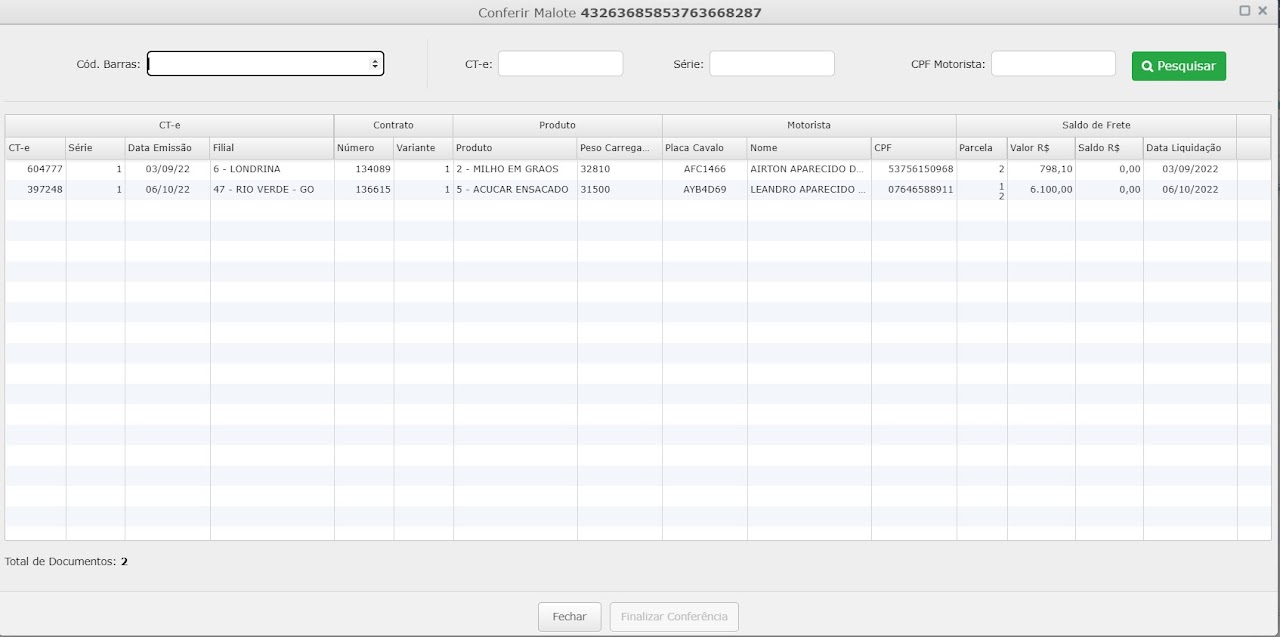 Conferir Malote 43263685853763668287
Cód. Barras: CT-e: Série: CPF Motorista: Pesquisar
CT-e Contrato Produto Motorista Saldo de Frete
CT-e Série Data Emissão Filial Número Variante Produto Peso Carrega... Placa Cavalo Nome CPF Parcela Valor R$ Saldo R$ Data Liquidação
604777 1 03/09/22 6 - LONDRINA 134089 1 2 - MILHO EM GRAOS 32810 AFC1466 AIRTON APARECIDO D... 53756150968 2 798,10 0,00 03/09/2022
397248 1 06/10/22 47 - RIO VERDE - GO 136615 1 5 - ACUCAR ENSACADO 31500 AYB4D69 LEANDRO APARECIDO ... 07646588911 1 6.100,00 0,00 06/10/2022
2
Total de Documentos: 2
Fechar Finalizar Conferência